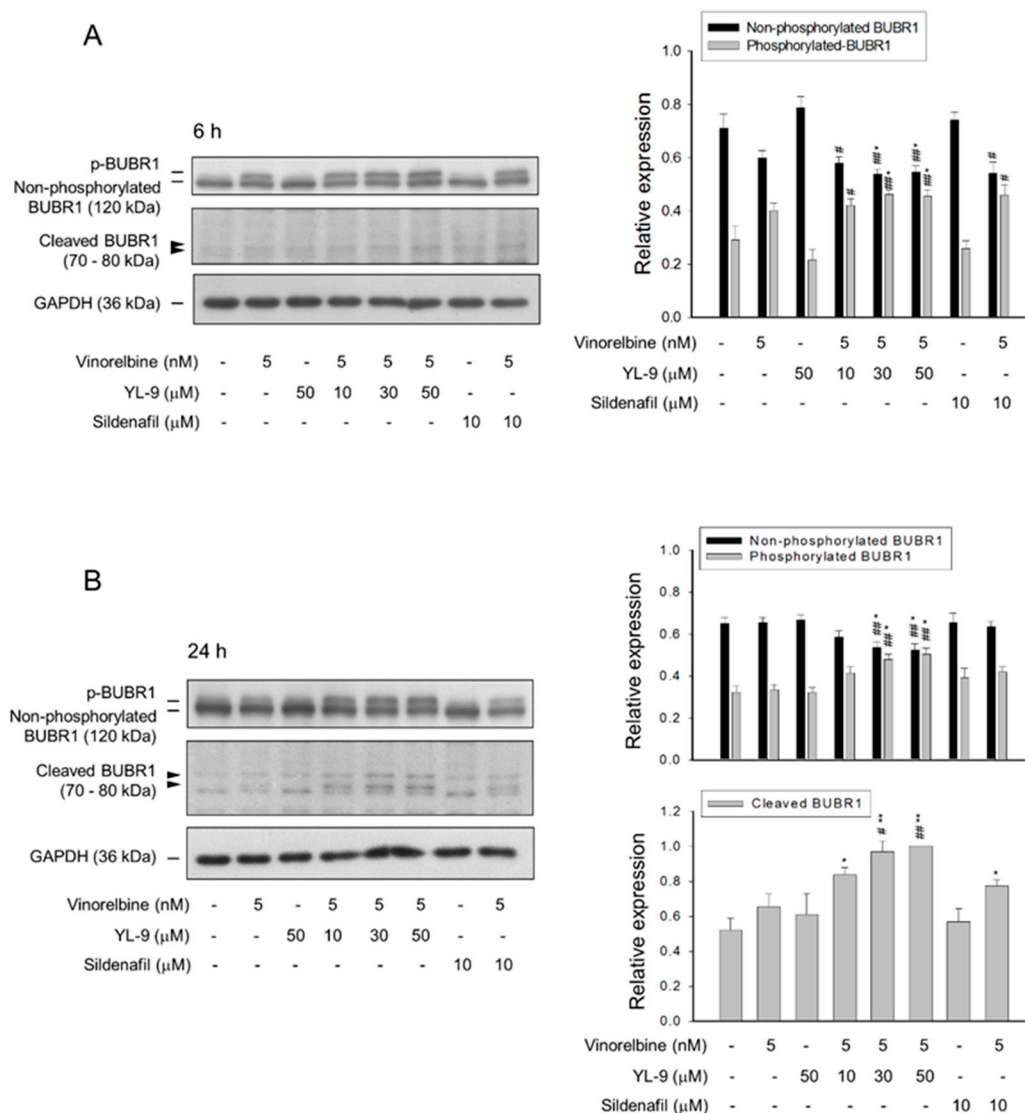 A
6 h
p-BUBR1
Non-phosphorylated
BUBR1 (120 kDa)
Cleaved BUBR1
(70 - 80 kDa)
GAPDH (36 kDa)
Vinorelbine (nM) - 5 - 5 5 5 - 5
YL-9 (μM) - - 50 10 30 50 - -
Sildenafil (μM) - - - - - - 10 10
Non-phosphorylated BUBR1
Phosphorylated-BUBR1
Relative expression
1.0
0.8
0.6
0.4
0.2
0.0
# # ##* ##* ##* ##* # #
Vinorelbine (nM) - 5 - 5 5 5 - 5
YL-9 (μM) - - 50 10 30 50 - -
Sildenafil (μM) - - - - - - 10 10
B
24 h
p-BUBR1
Non-phosphorylated
BUBR1 (120 kDa)
Cleaved BUBR1
(70 - 80 kDa)
GAPDH (36 kDa)
Vinorelbine (nM) - 5 - 5 5 5 - 5
YL-9 (μM) - - 50 10 30 50 - -
Sildenafil (μM) - - - - - - 10 10
Non-phosphorylated BUBR1
Phosphorylated BUBR1
Relative expression
1.0
0.8
0.6
0.4
0.2
0.0
##* ##* ##* ##*
Cleaved BUBR1
Relative expression
1.2
1.0
0.8
0.6
0.4
0.2
0.0
* #** ##** *
Vinorelbine (nM) - 5 - 5 5 5 - 5
YL-9 (μM) - - 50 10 30 50 - -
Sildenafil (μM) - - - - - - 10 10